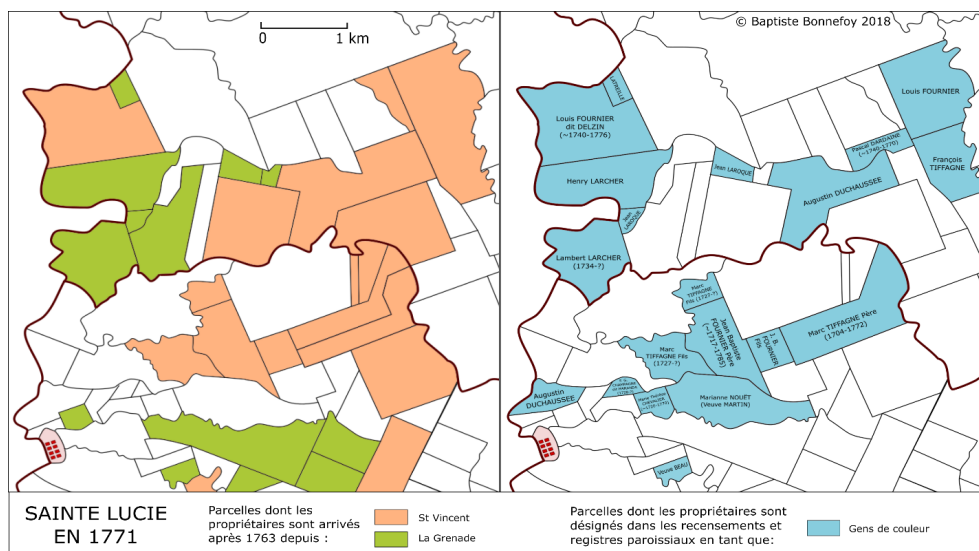 © Baptiste Bonnefoy 2018
0 1 km
LATREILLE
Louis FOURNIER
dit DELZIN
(~1740-1776)
Louis FOURNIER
Pascal DARDAINE
(~1740-1770)
François
TIFFAGNE
Jean LAROQUE
Henry LARCHER
Augustin DUCHAUSSEE
Jean
LAROQUE
Lambert LARCHER
(1734-?)
Marc
TIFFAGNE
Fils (1727-?)
Jean Baptiste
FOURNIER Père
(~1717-1785)
J. B.
FOURNIER
Fils
Marc TIFFAGNE Père
(1704-1772)
Marc
TIFFAGNE Fils
(1727-?)
Augustin
DUCHAUSSEE
Marianne NOUËT
(Veuve MARTIN)
Veuve BEAU
SAINTE LUCIE
EN 1771
Parcelles dont les
propriétaires sont arrivés
après 1763 depuis :
St Vincent
La Grenade
Parcelles dont les propriétaires sont
désignés dans les recensements et
registres paroissiaux en tant que:
Gens de couleur